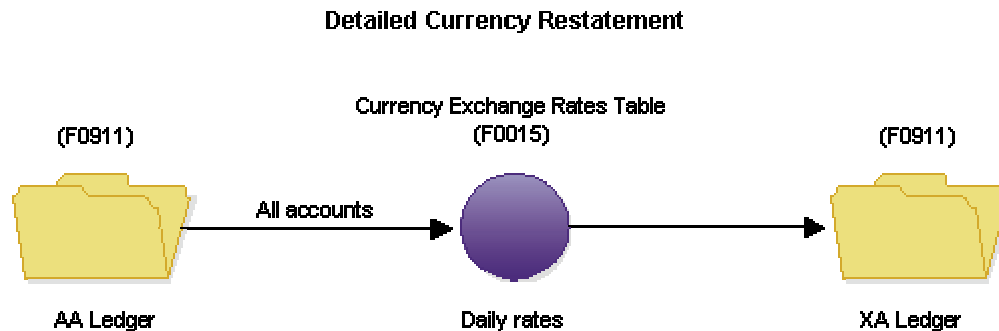 Detailed Currency Restatement
Currency Exchange Rates Table
(F0911)
(F0015)
(F0911)
All accounts
AA Ledger
Daily rates
XA Ledger